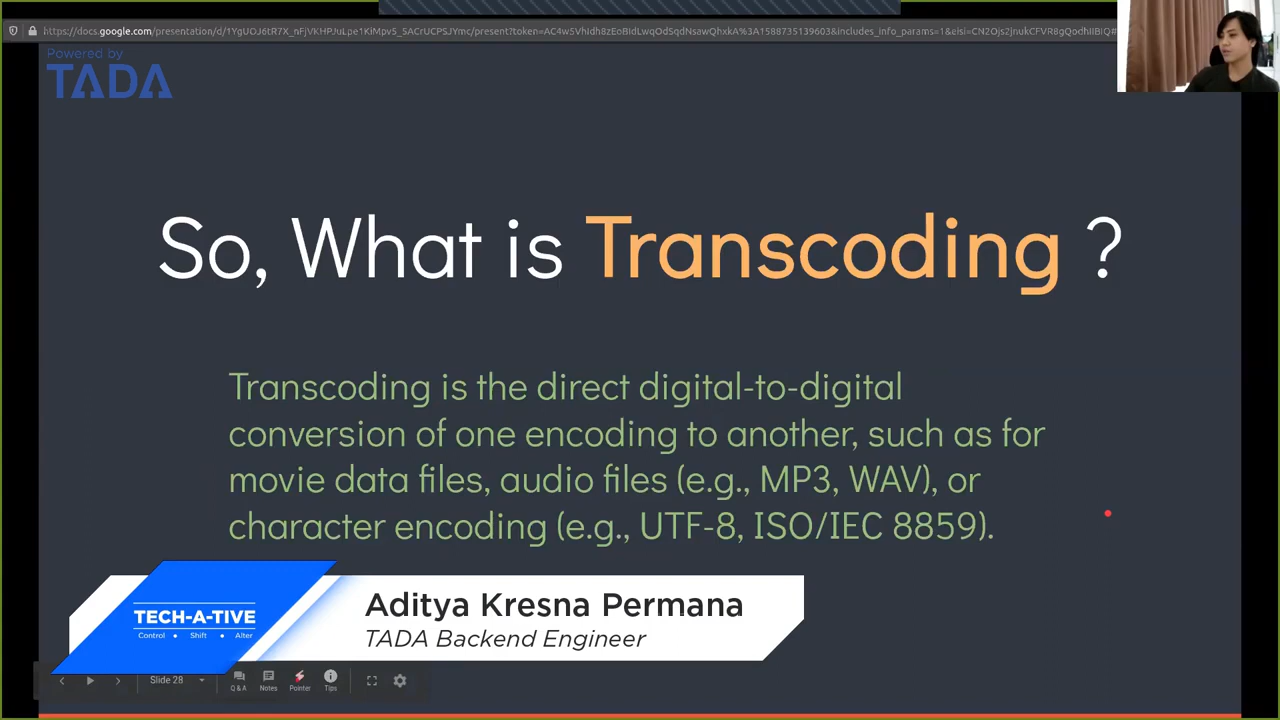 Powered by
TADA
So, What is Transcoding ?
Transcoding is the direct digital-to-digital
conversion of one encoding to another, such as for
movie data files, audio files (e.g., MP3, WAV), or
character encoding (e.g., UTF-8, ISO/IEC 8859).
TECH-A-TIVE
Control • Shift • Alter
Aditya Kresna Permana
TADA Backend Engineer
Slide 28
Q & A Notes Pointer Tips